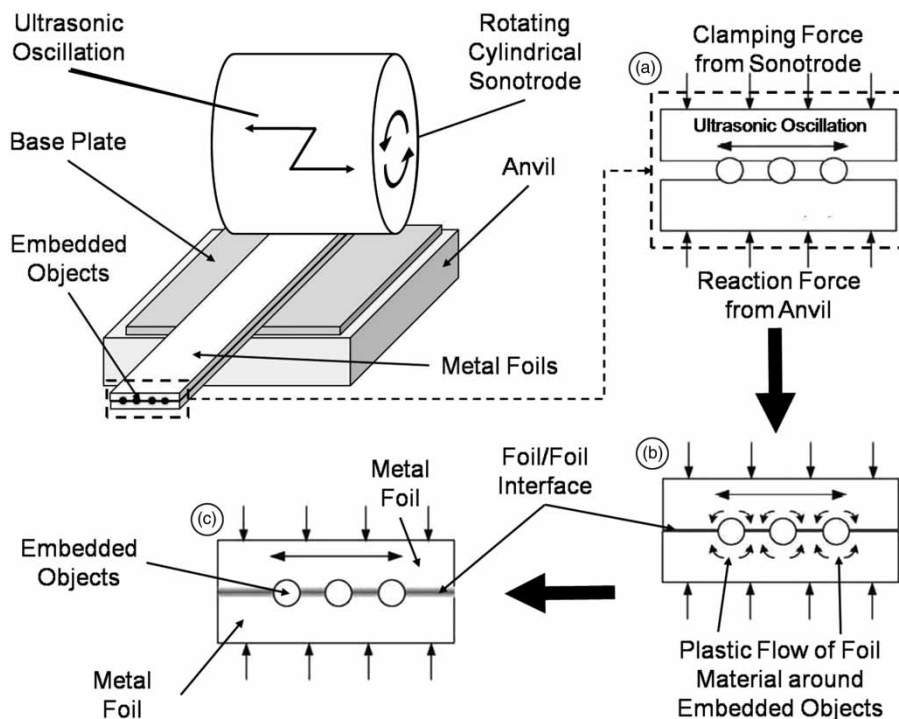 Ultrasonic
Oscillation
Rotating
Cylindrical
Sonotrode
Base Plate
Anvil
Embedded
Objects
Metal Foils
(a)
Clamping Force
from Sonotrode
Ultrasonic Oscillation
Reaction Force
from Anvil
(b)
Foil/Foil
Interface
Plastic Flow of Foil
Material around
Embedded Objects
(c)
Metal
Foil
Embedded
Objects
Metal
Foil